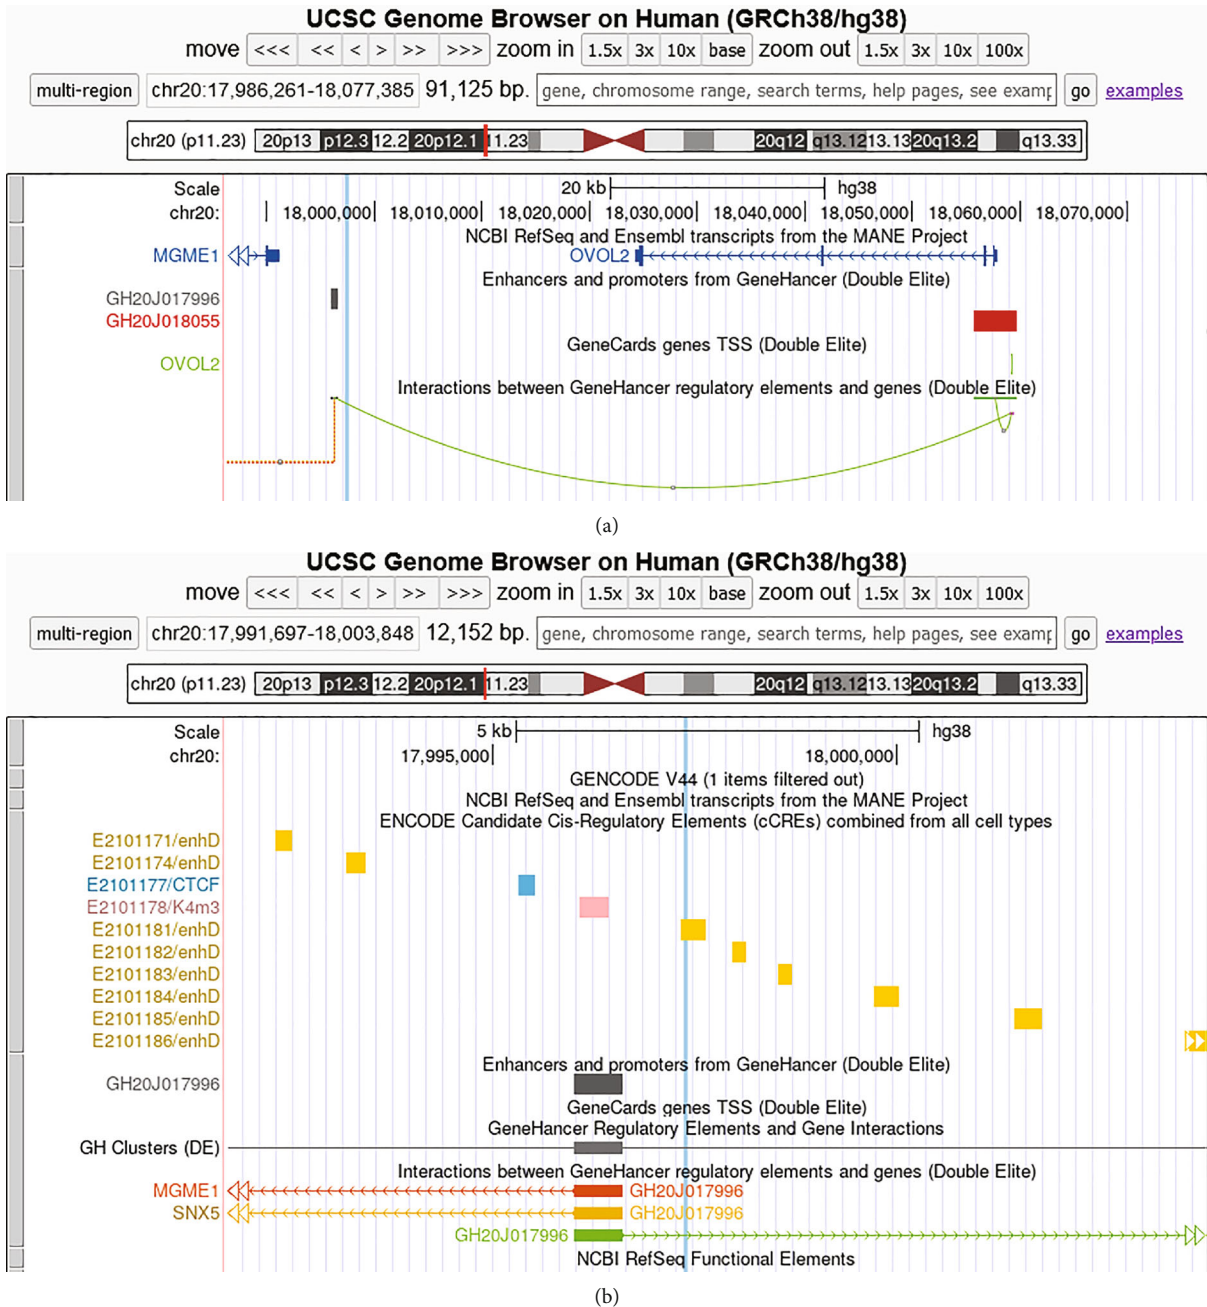 UCSC Genome Browser on Human (GRCh38/hg38)
move <<< << < > >> >>> zoom in 1.5x 3x 10x base zoom out 1.5x 3x 10x 100x
multi-region chr20:17,986,261-18,077,385 91,125 bp. gene, chromosome range, search terms, help pages, see examp go examples
chr20 (p11.23) 20p13 p12.3 12.2 20p12.1 11.23 20q12 q13.12 13.13 20q13.2 q13.33
Scale 20 kb hg38
chr20: 18,000,000 18,010,000 18,020,000 18,030,000 18,040,000 18,050,000 18,060,000 18,070,000
NCBI RefSeq and Ensembl transcripts from the MANE Project
MGME1 OVOL2
Enhancers and promoters from GeneHancer (Double Elite)
GH20J017996
GH20J018055
GeneCards genes TSS (Double Elite)
OVOL2
Interactions between GeneHancer regulatory elements and genes (Double Elite)
(a)
UCSC Genome Browser on Human (GRCh38/hg38)
move <<< << < > >> >>> zoom in 1.5x 3x 10x base zoom out 1.5x 3x 10x 100x
multi-region chr20:17,991,697-18,003,848 12,152 bp. gene, chromosome range, search terms, help pages, see examp go examples
chr20 (p11.23) 20p13 p12.3 12.2 20p12.1 11.23 20q12 q13.12 13.13 20q13.2 q13.33
Scale 5 kb hg38
chr20: 17,995,000 18,000,000
GENCODE V44 (1 items filtered out)
NCBI RefSeq and Ensembl transcripts from the MANE Project
ENCODE Candidate Cis-Regulatory Elements (cCREs) combined from all cell types
E2101171/enhD
E2101174/enhD
E2101177/CTCF
E2101178/K4m3
E2101181/enhD
E2101182/enhD
E2101183/enhD
E2101184/enhD
E2101185/enhD
E2101186/enhD
Enhancers and promoters from GeneHancer (Double Elite)
GH20J017996
GeneCards genes TSS (Double Elite)
GeneHancer Regulatory Elements and Gene Interactions
GH Clusters (DE)
Interactions between GeneHancer regulatory elements and genes (Double Elite)
MGME1 GH20J017996
SNX5 GH20J017996
GH20J017996
NCBI RefSeq Functional Elements
(b)